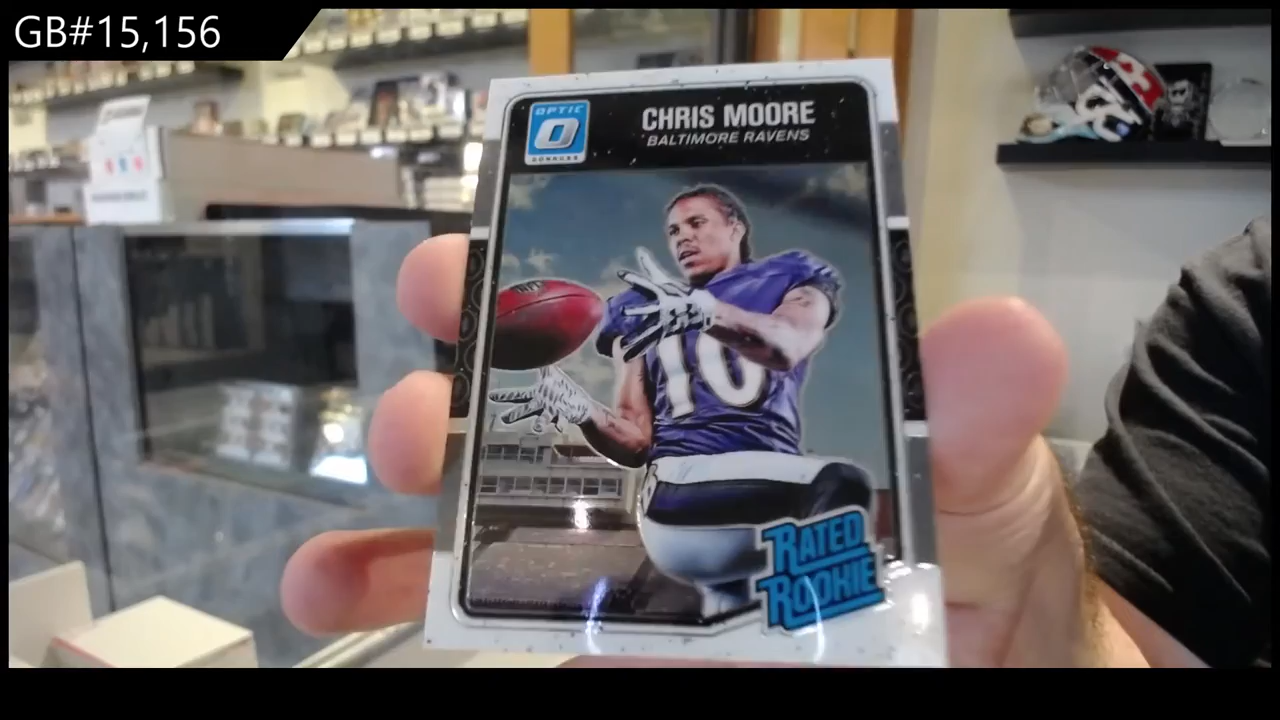 GB#15,156
OPTIC
DONRUSS
CHRIS MOORE
BALTIMORE RAVENS
10
RATED
ROOKIE